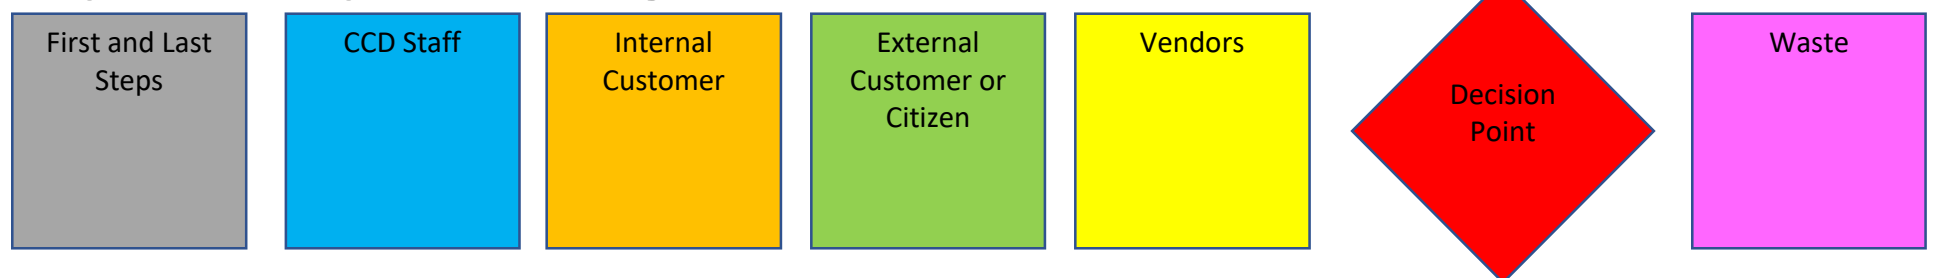 First and Last
Steps
CCD Staff
Internal
Customer
External
Customer or
Citizen
Vendors
Decision
Point
Waste